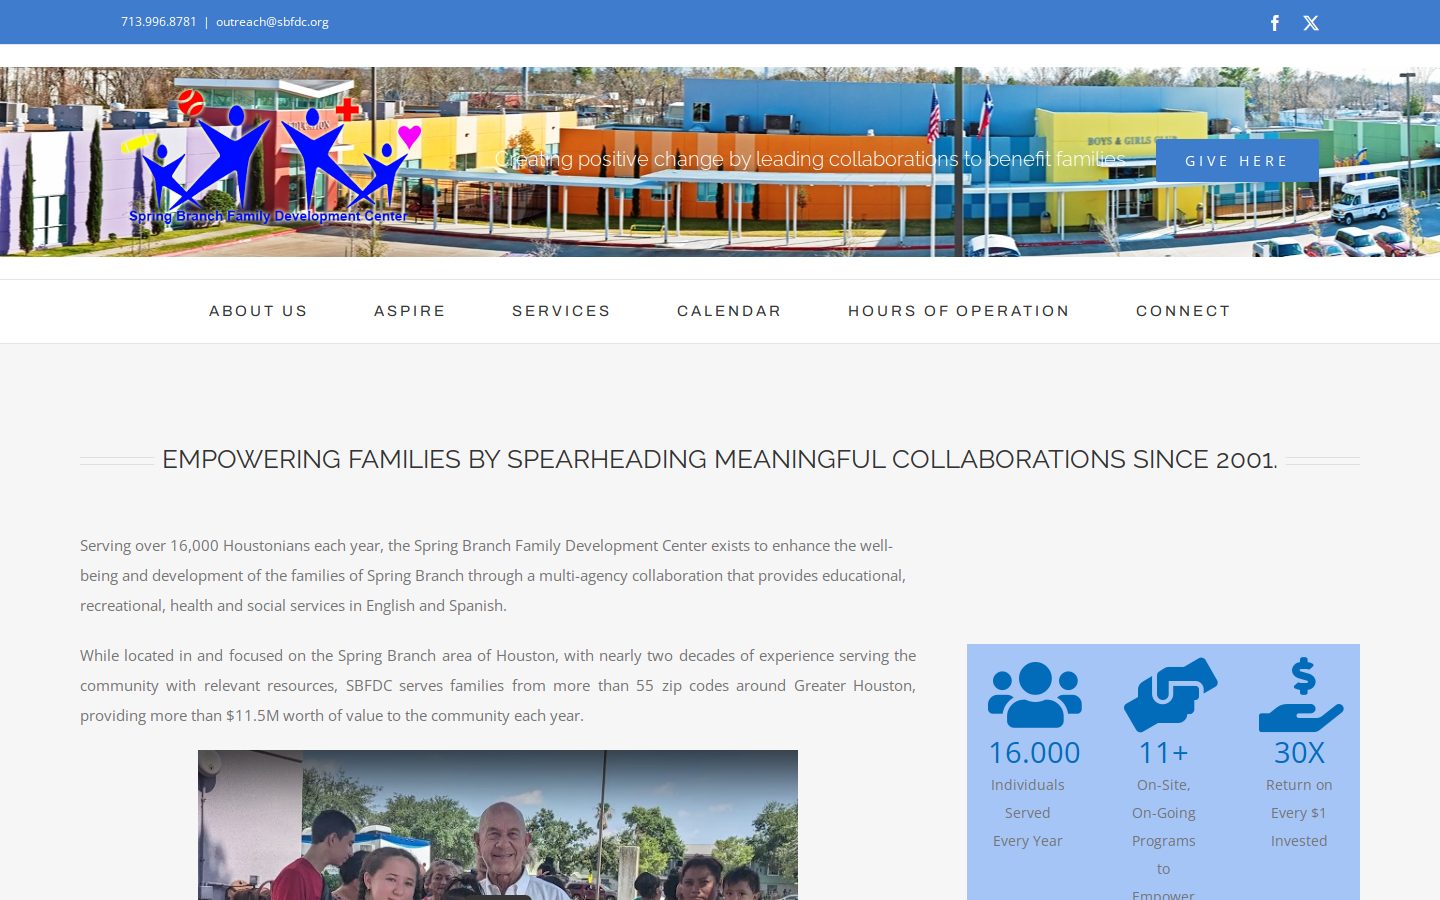 713.996.8781 | outreach@sbfdc.org
Spring Branch Family Development Center
Creating positive change by leading collaborations to benefit families
BOYS & GIRLS CLUB
GIVE HERE
ABOUT US
ASPIRE
SERVICES
CALENDAR
HOURS OF OPERATION
CONNECT
EMPOWERING FAMILIES BY SPEARHEADING MEANINGFUL COLLABORATIONS SINCE 2001.
Serving over 16,000 Houstonians each year, the Spring Branch Family Development Center exists to enhance the well-
being and development of the families of Spring Branch through a multi-agency collaboration that provides educational,
recreational, health and social services in English and Spanish.
While located in and focused on the Spring Branch area of Houston, with nearly two decades of experience serving the
community with relevant resources, SBFDC serves families from more than 55 zip codes around Greater Houston,
providing more than $11.5M worth of value to the community each year.
16.000
Individuals
Served
Every Year
11+
On-Site,
On-Going
Programs
to
Empower
30X
Return on
Every $1
Invested